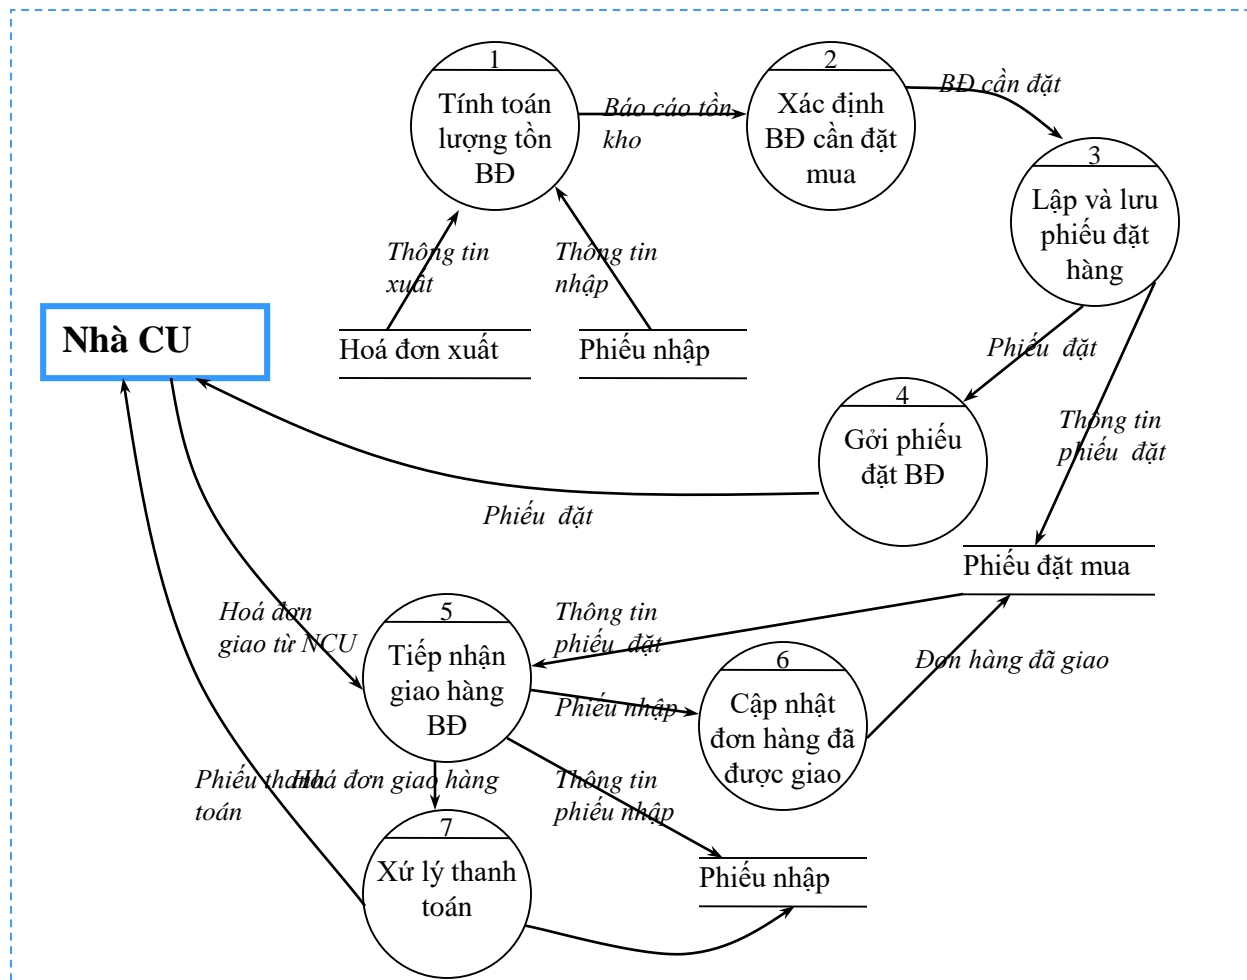 1
Tính toán
lượng tồn
BĐ
Báo cáo tồn
kho
2
Xác định
BĐ cần đặt
mua
BĐ cần đặt
3
Lập và lưu
phiếu đặt
hàng
Thông tin
xuất
Thông tin
nhập
Nhà CU
Hoá đơn xuất
Phiếu nhập
Phiếu đặt
4
Gởi phiếu
đặt BĐ
Thông tin
phiếu đặt
Phiếu đặt
Phiếu đặt mua
Hoá đơn
giao từ NCU
5
Tiếp nhận
giao hàng
BĐ
Thông tin
phiếu đặt
6
Cập nhật
đơn hàng đã
được giao
Đơn hàng đã giao
Phiếu nhập
Phiếu thanh
toán
Hoá đơn giao hàng
Thông tin
phiếu nhập
7
Xử lý thanh
toán
Phiếu nhập